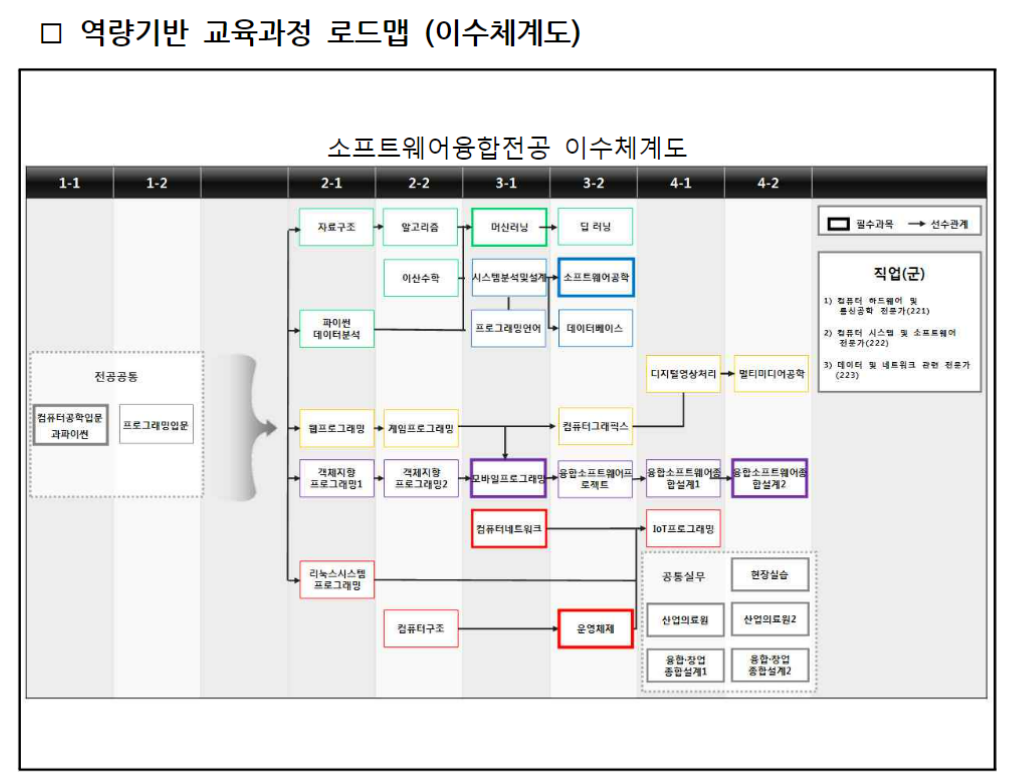 □ 역량기반 교육과정 로드맵 (이수체계도)
소프트웨어융합전공 이수체계도
1-1 1-2 2-1 2-2 3-1 3-2 4-1 4-2
자료구조 알고리즘 머신러닝 딥 러닝
필수과목 선수관계
이산수학 시스템분석및설계 소프트웨어공학
직업(군)
1) 컴퓨터 하드웨어 및
통신공학 전문가(221)
2) 컴퓨터 시스템 및 소프트웨어
전문가(222)
3) 데이터 및 네트워크 관련 전문가
(223)
파이썬
데이터분석
프로그래밍언어 데이터베이스
전공공통
디지털영상처리 멀티미디어공학
컴퓨터공학입문
과파이썬
프로그래밍입문
웹프로그래밍 게임프로그래밍 컴퓨터그래픽스
객체지향
프로그래밍1
객체지향
프로그래밍2
모바일프로그래밍
융합소프트웨어프
로젝트
융합소프트웨어종
합설계1
융합소프트웨어종
합설계2
컴퓨터네트워크 IoT프로그래밍
리눅스시스템
프로그래밍
공통실무 현장실습
컴퓨터구조 운영체제
산업의료원 산업의료원2
융합·창업
종합설계1
융합·창업
종합설계2